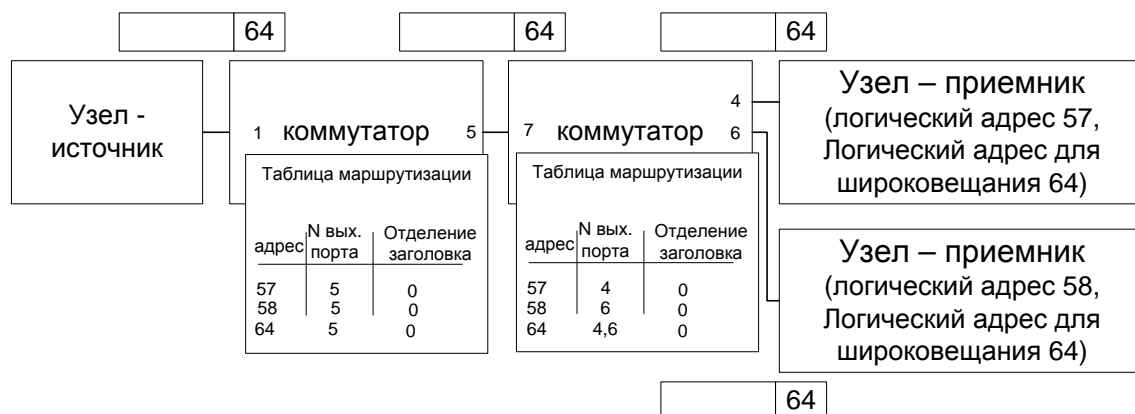 64
64
64
Узел -
источник
1 коммутатор 5
7 коммутатор
4
6
Узел – приемник
(логический адрес 57,
Логический адрес для
широковещания 64)
Таблица маршрутизации
адрес N вых. порта Отделение заголовка
57 5 0
58 5 0
64 5 0
Таблица маршрутизации
адрес N вых. порта Отделение заголовка
57 4 0
58 6 0
64 4,6 0
Узел – приемник
(логический адрес 58,
Логический адрес для
широковещания 64)
64